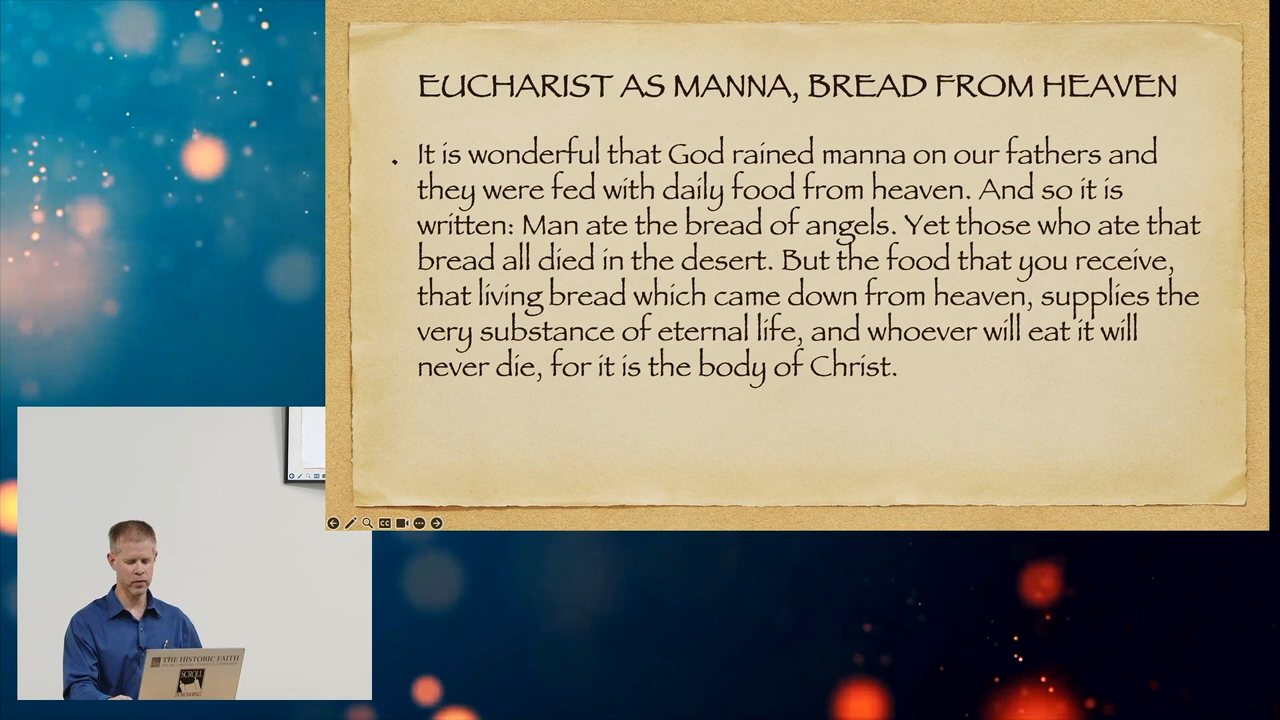 EUCHARIST AS MANNA, BREAD FROM HEAVEN
. It is wonderful that God rained manna on our fathers and
they were fed with daily food from heaven. And so it is
written: Man ate the bread of angels. Yet those who ate that
bread all died in the desert. But the food that you receive,
that living bread which came down from heaven, supplies the
very substance of eternal life, and whoever will eat it will
never die, for it is the body of Christ.
CC
THE HISTORIC FAITH
SCROLL
PUBLISHING